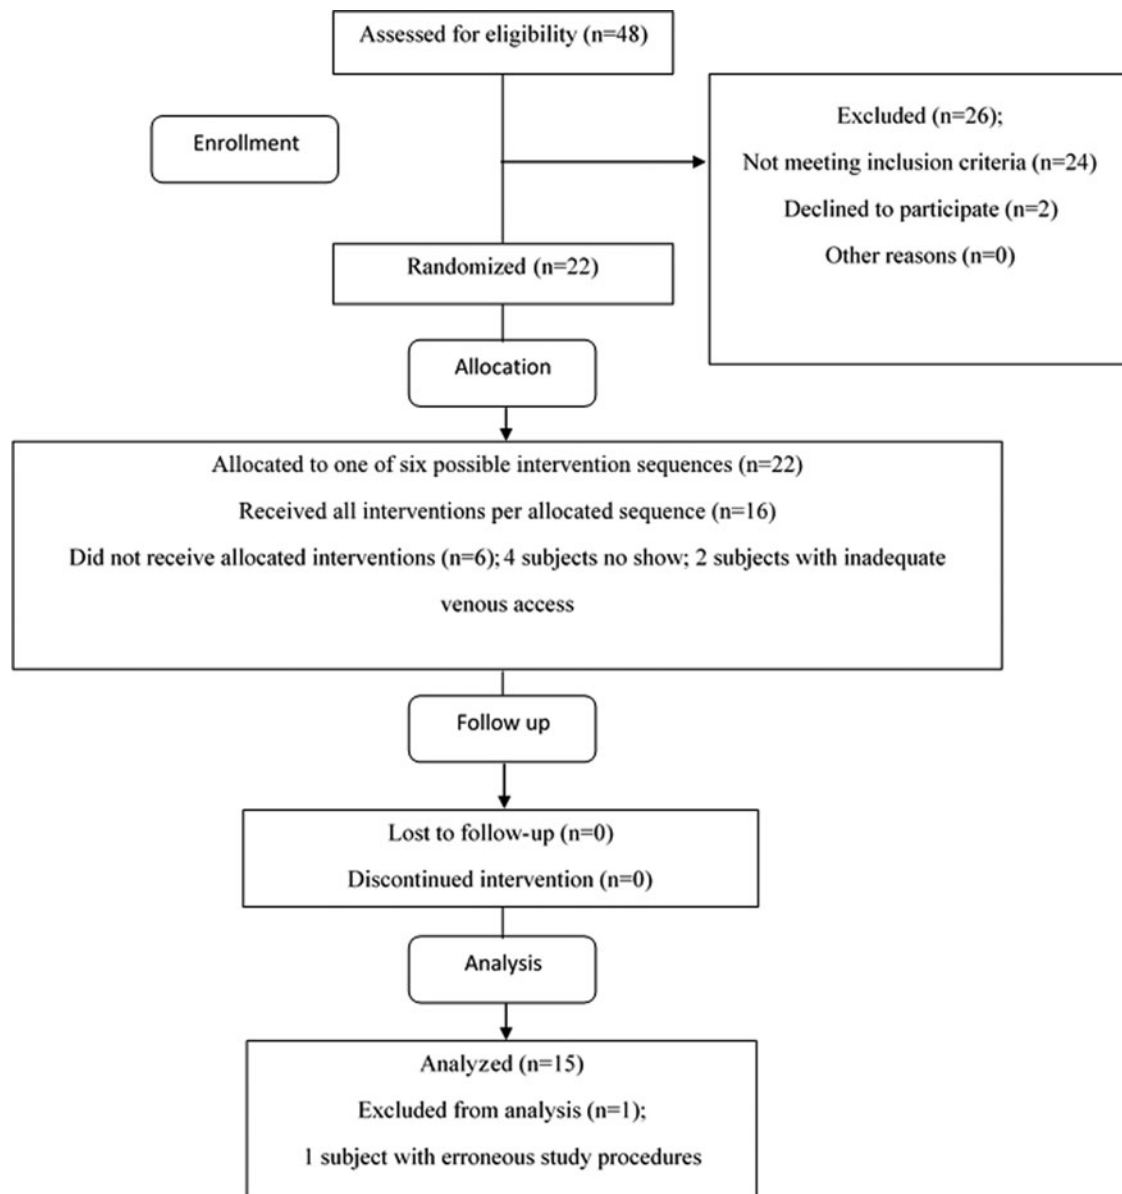 Assessed for eligibility (n=48)
Enrollment
Excluded (n=26);
Not meeting inclusion criteria (n=24)
Declined to participate (n=2)
Other reasons (n=0)
Randomized (n=22)
Allocation
Allocated to one of six possible intervention sequences (n=22)
Received all interventions per allocated sequence (n=16)
Did not receive allocated interventions (n=6); 4 subjects no show; 2 subjects with inadequate
venous access
Follow up
Lost to follow-up (n=0)
Discontinued intervention (n=0)
Analysis
Analyzed (n=15)
Excluded from analysis (n=1);
1 subject with erroneous study procedures